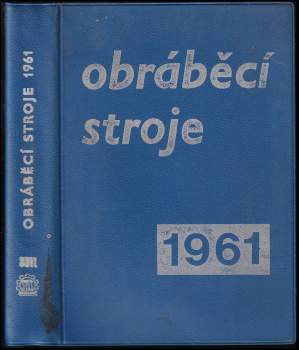 OBRÁBĚCÍ STROJE 1961
SNTL
obráběcí
stroje
1961